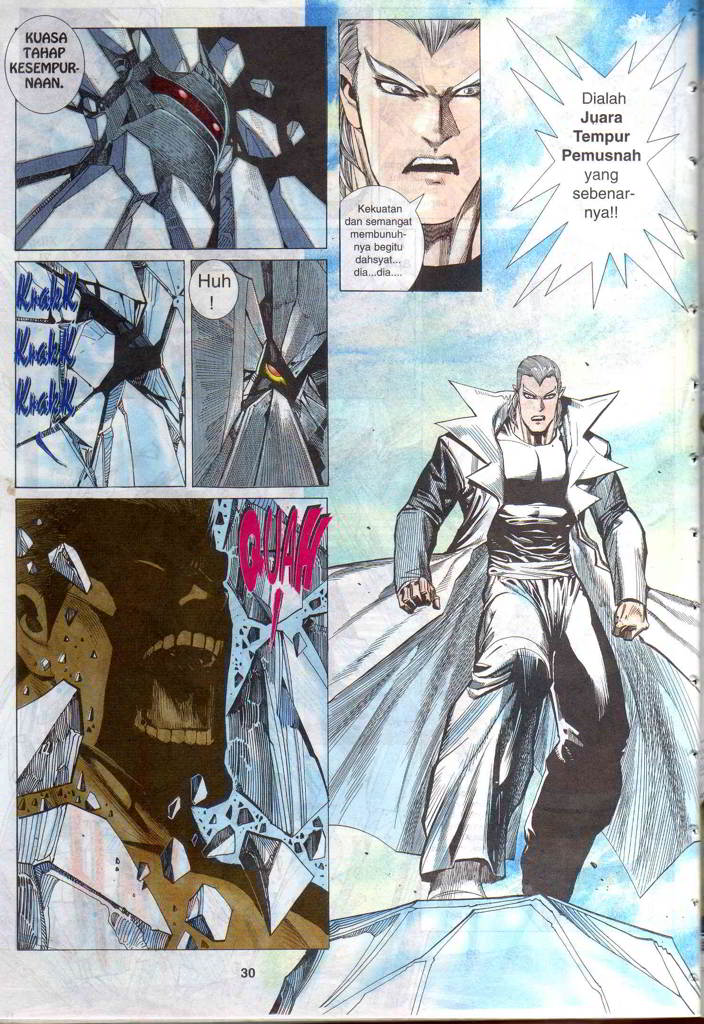 KUASA
TAHAP
KESEMPUR-
NAAN.
Kekuatan
dan semangat
membunuh-
nya begitu
dahsyat...
dia...dia....
Dialah
Juara
Tempur
Pemusnah
yang
sebenar-
nya!!
KrakK
KrakK
KrakK
Huh
!
QUAH
!
30